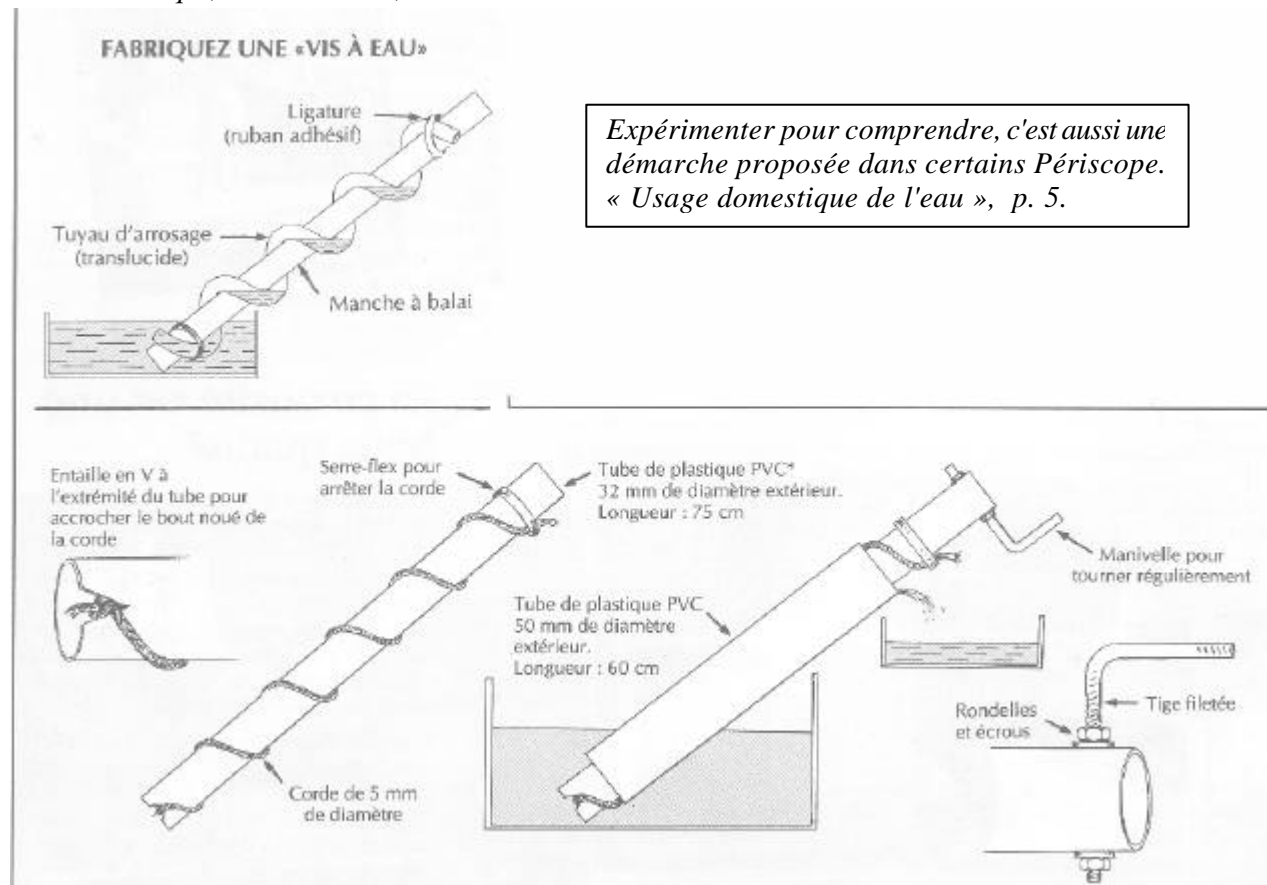 FABRIQUEZ UNE «VIS À EAU»
Ligature
(ruban adhésif)
Tuyau d'arrosage
(translucide)
Manche à balai
Expérimenter pour comprendre, c'est aussi une
démarche proposée dans certains Périscope.
« Usage domestique de l'eau », p. 5.
Entaille en V à
l'extrémité du tube pour
accrocher le bout noué de
la corde
Serre-flex pour
arrêter la corde
Tube de plastique PVC*
32 mm de diamètre extérieur.
Longueur : 75 cm
Corde de 5 mm
de diamètre
Tube de plastique PVC
50 mm de diamètre
extérieur.
Longueur : 60 cm
Manivelle pour
tourner régulièrement
Rondelles
et écrous
Tige filetée